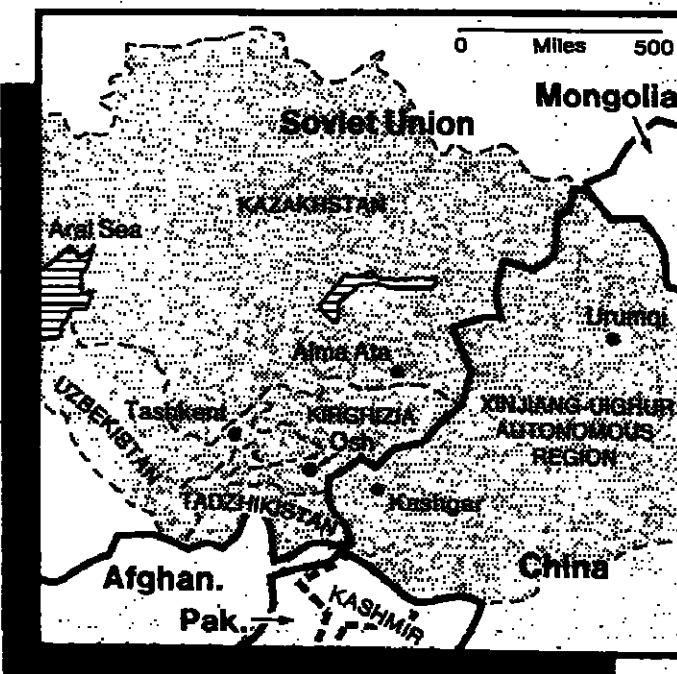 0 Miles 500
Mongolia
Soviet Union
KAZAKHSTAN
Aral Sea
Urumqi
Alma Ata
UZBEKISTAN
Tashkent
KIRGHIZIA
Osh
XINJIANG-UIGHUR
AUTONOMOUS
REGION
TADZHIKISTAN
Kashgar
Afghan.
China
KASHMIR
Pak.